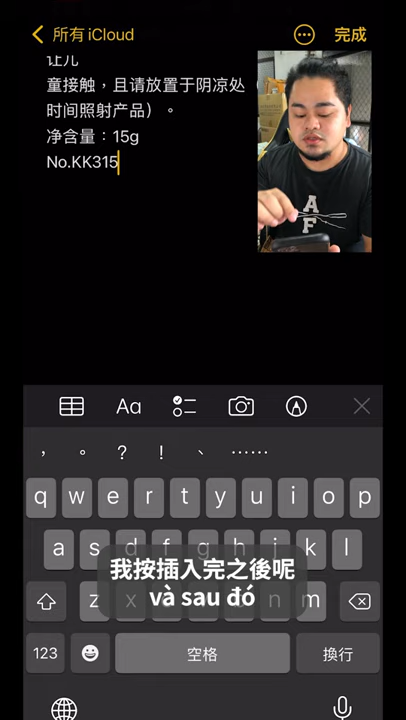 所有 iCloud
完成
童接触，且请放置于阴凉处
时间照射产品）。
净含量：15g
No.KK315
A
F
Aa
， 。 ? ! 、 ……
q w e r t y u i o p
a s d f g h j k l
我按插入完之後呢
z x n m
và sau đó
123
空格
換行